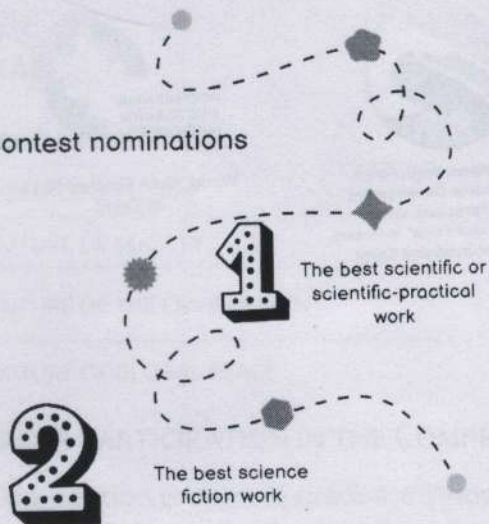 ontest nominations
1
The best scientific or
scientific-practical
work
2
The best science
fiction work